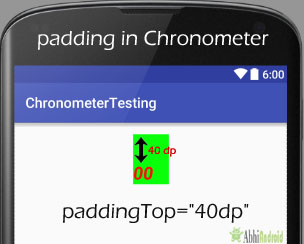 padding in Chronometer
6:00
ChronometerTesting
40 dp
00
paddingTop="40dp"
AbhiAndroid